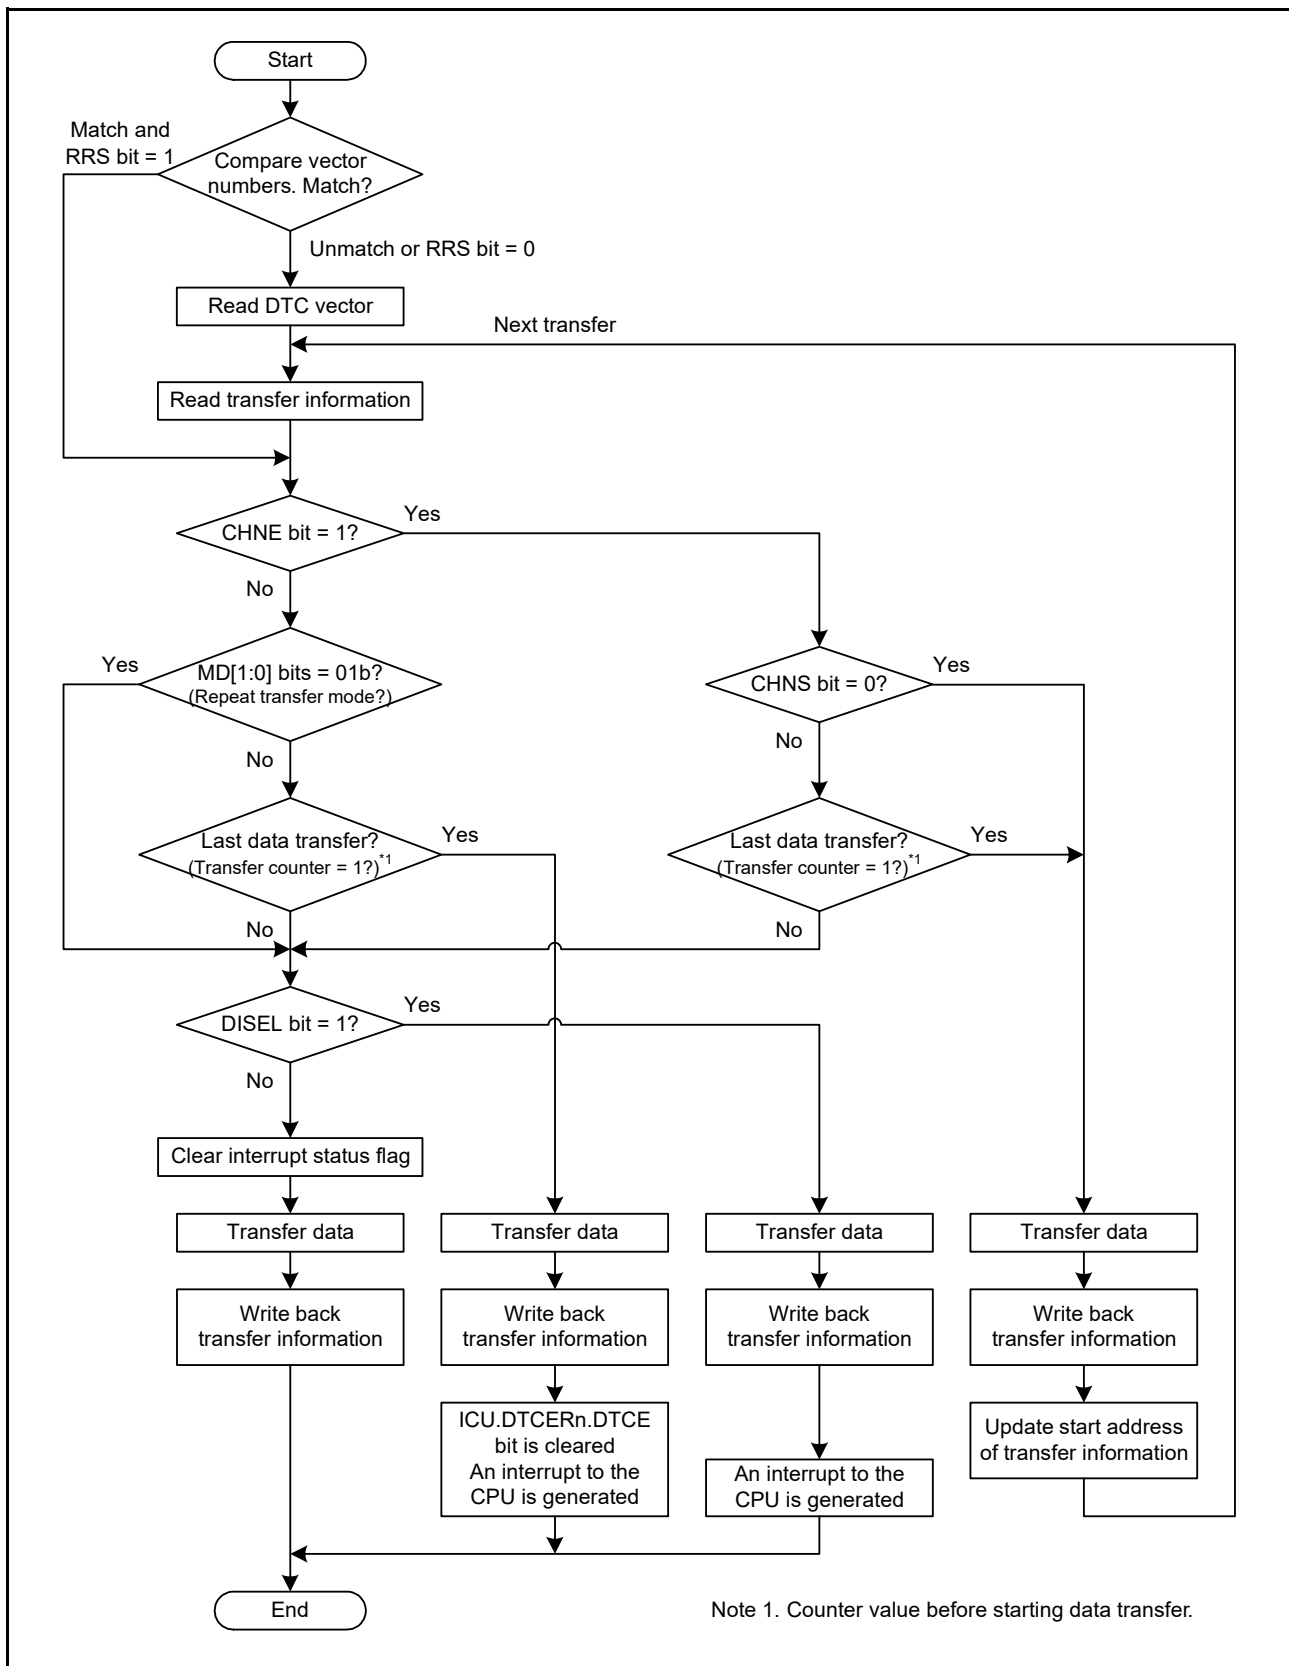 Start
Match and
RRS bit = 1
Compare vector
numbers. Match?
Unmatch or RRS bit = 0
Read DTC vector
Next transfer
Read transfer information
CHNE bit = 1?
Yes
No
MD[1:0] bits = 01b?
(Repeat transfer mode?)
Yes
No
CHNS bit = 0?
Yes
No
Last data transfer?
(Transfer counter = 1?)*1
Yes
No
Last data transfer?
(Transfer counter = 1?)*1
Yes
No
DISEL bit = 1?
Yes
No
Clear interrupt status flag
Transfer data
Transfer data
Transfer data
Transfer data
Write back
transfer information
Write back
transfer information
Write back
transfer information
Write back
transfer information
ICU.DTCERn.DTCE
bit is cleared
An interrupt to the
CPU is generated
An interrupt to the
CPU is generated
Update start address
of transfer information
End
Note 1. Counter value before starting data transfer.